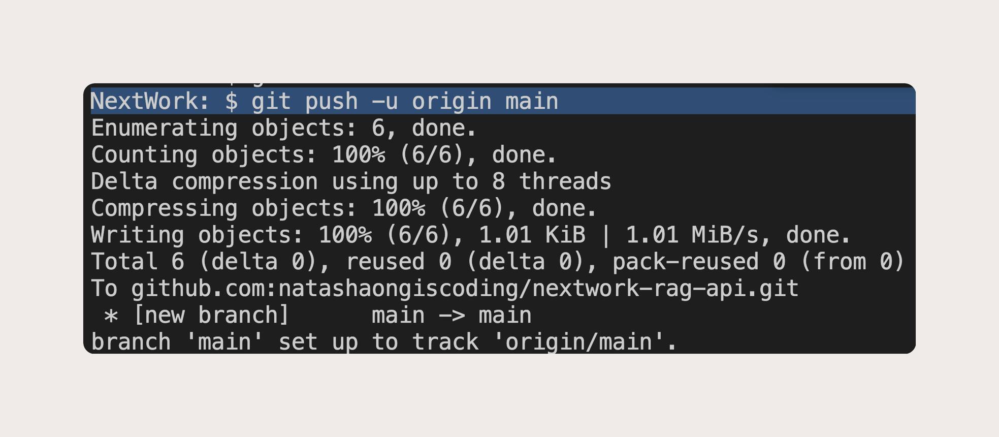 NextWork: $ git push -u origin main
Enumerating objects: 6, done.
Counting objects: 100% (6/6), done.
Delta compression using up to 8 threads
Compressing objects: 100% (6/6), done.
Writing objects: 100% (6/6), 1.01 KiB | 1.01 MiB/s, done.
Total 6 (delta 0), reused 0 (delta 0), pack-reused 0 (from 0)
To github.com:natashaongiscoding/nextwork-rag-api.git
 * [new branch]      main -> main
branch 'main' set up to track 'origin/main'.